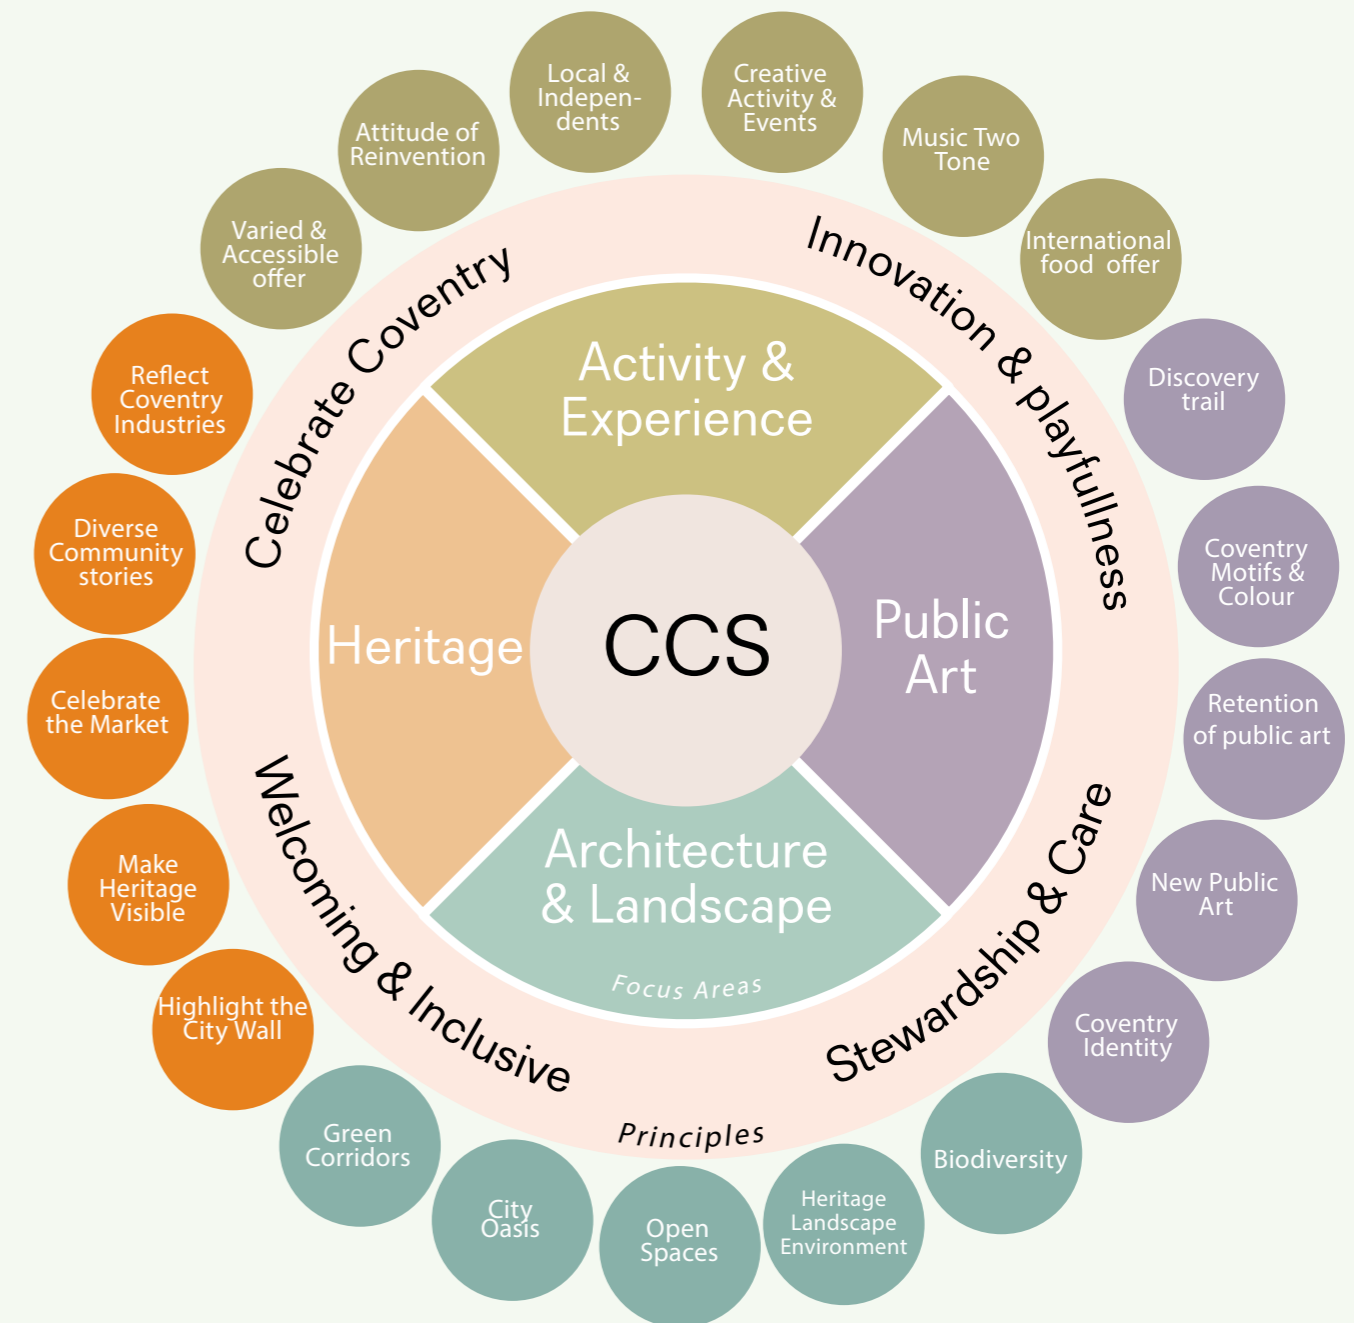 Local &
Indepen-
dents
Creative
Activity &
Events
Attitude of
Reinvention
Music Two
Tone
Varied &
Accessible
offer
International
food offer
Reflect
Coventry
Industries
Discovery
trail
Diverse
Community
stories
Coventry
Motifs &
Colour
Celebrate
the Market
Retention
of public art
Make
Heritage
Visible
New Public
Art
Highlight the
City Wall
Coventry
Identity
Green
Corridors
Biodiversity
City
Oasis
Open
Spaces
Heritage
Landscape
Environment
Celebrate Coventry
Innovation & playfullness
Welcoming & Inclusive
Stewardship & Care
Principles
Activity &
Experience
Heritage
CCS
Public
Art
Architecture
& Landscape
Focus Areas